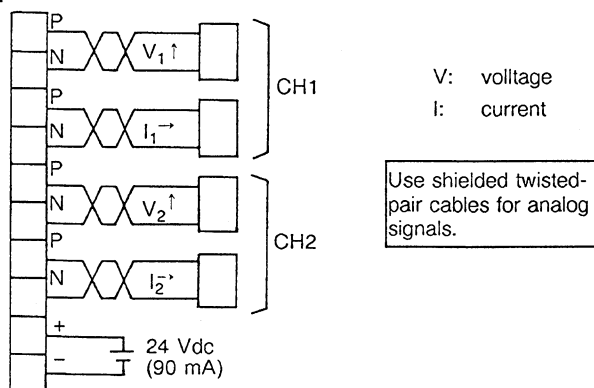 P
N
V1↑
P
N
I1→
CH1
P
N
V2↑
P
N
I2→
CH2
+
−
24 Vdc
(90 mA)
V: volltage
I: current
Use shielded twisted-
pair cables for analog
signals.